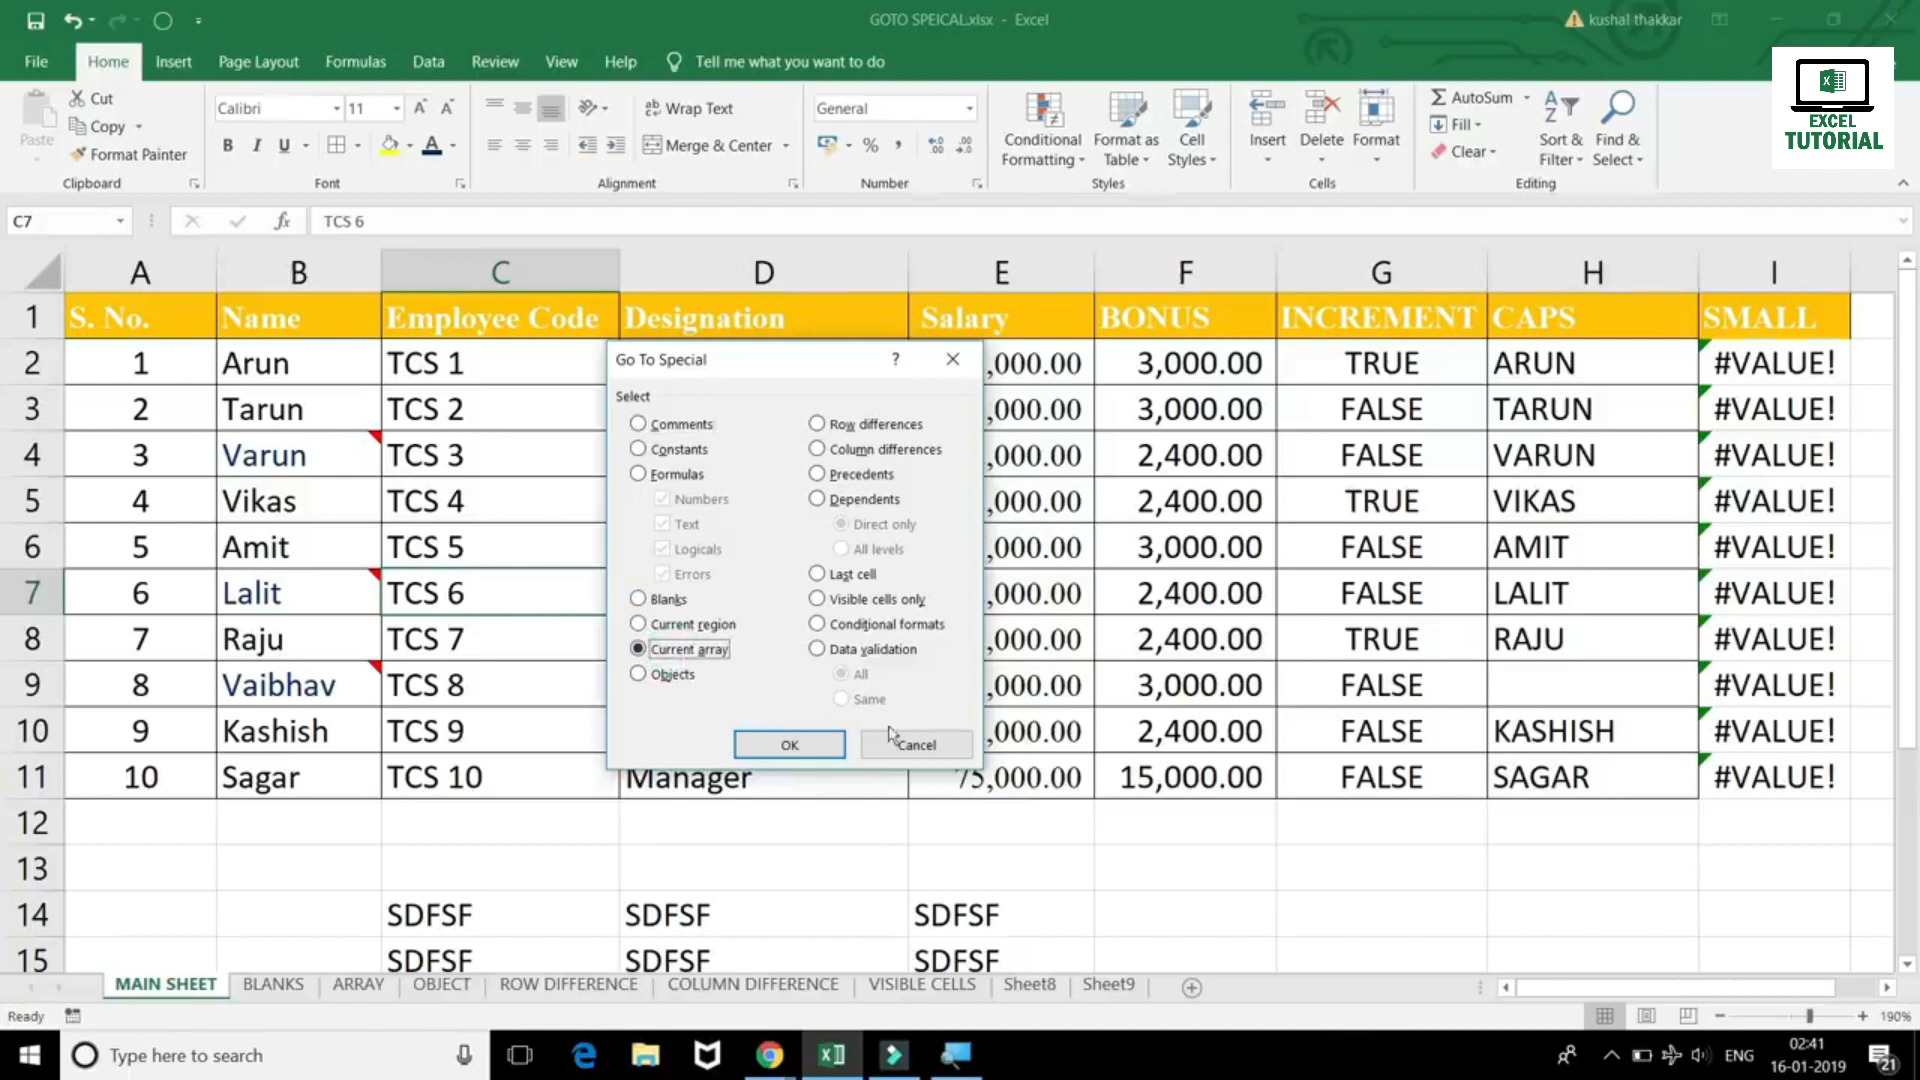 GOTO SPEICAL.xlsx - Excel
kushal thakkar
File Home Insert Page Layout Formulas Data Review View Help Tell me what you want to do
EXCEL
TUTORIAL
Paste
Cut
Copy
Format Painter
Clipboard
Calibri 11
B I U
Font
Wrap Text
Merge & Center
Alignment
General
%
Number
Conditional Formatting
Format as Table
Cell Styles
Styles
Insert Delete Format
Cells
AutoSum
Fill
Clear
Sort & Filter
Find & Select
Editing
C7 fx TCS 6
A B C D E F G H I
1 S. No. Name Employee Code Designation Salary BONUS INCREMENT CAPS SMALL
2 1 Arun TCS 1 ,000.00 3,000.00 TRUE ARUN #VALUE!
3 2 Tarun TCS 2 ,000.00 3,000.00 FALSE TARUN #VALUE!
4 3 Varun TCS 3 ,000.00 2,400.00 FALSE VARUN #VALUE!
5 4 Vikas TCS 4 ,000.00 2,400.00 TRUE VIKAS #VALUE!
6 5 Amit TCS 5 ,000.00 3,000.00 FALSE AMIT #VALUE!
7 6 Lalit TCS 6 ,000.00 2,400.00 FALSE LALIT #VALUE!
8 7 Raju TCS 7 ,000.00 2,400.00 TRUE RAJU #VALUE!
9 8 Vaibhav TCS 8 ,000.00 3,000.00 FALSE #VALUE!
10 9 Kashish TCS 9 ,000.00 2,400.00 FALSE KASHISH #VALUE!
11 10 Sagar TCS 10 Manager 75,000.00 15,000.00 FALSE SAGAR #VALUE!
12
13
14 SDFSF SDFSF SDFSF
15 SDFSF SDFSF SDFSF
Go To Special ?
Select
Comments
Constants
Formulas
Numbers
Text
Logicals
Errors
Blanks
Current region
Current array
Objects
Row differences
Column differences
Precedents
Dependents
Direct only
All levels
Last cell
Visible cells only
Conditional formats
Data validation
All
Same
OK Cancel
MAIN SHEET BLANKS ARRAY OBJECT ROW DIFFERENCE COLUMN DIFFERENCE VISIBLE CELLS Sheet8 Sheet9
Ready
190%
Type here to search
ENG
02:41
16-01-2019
21